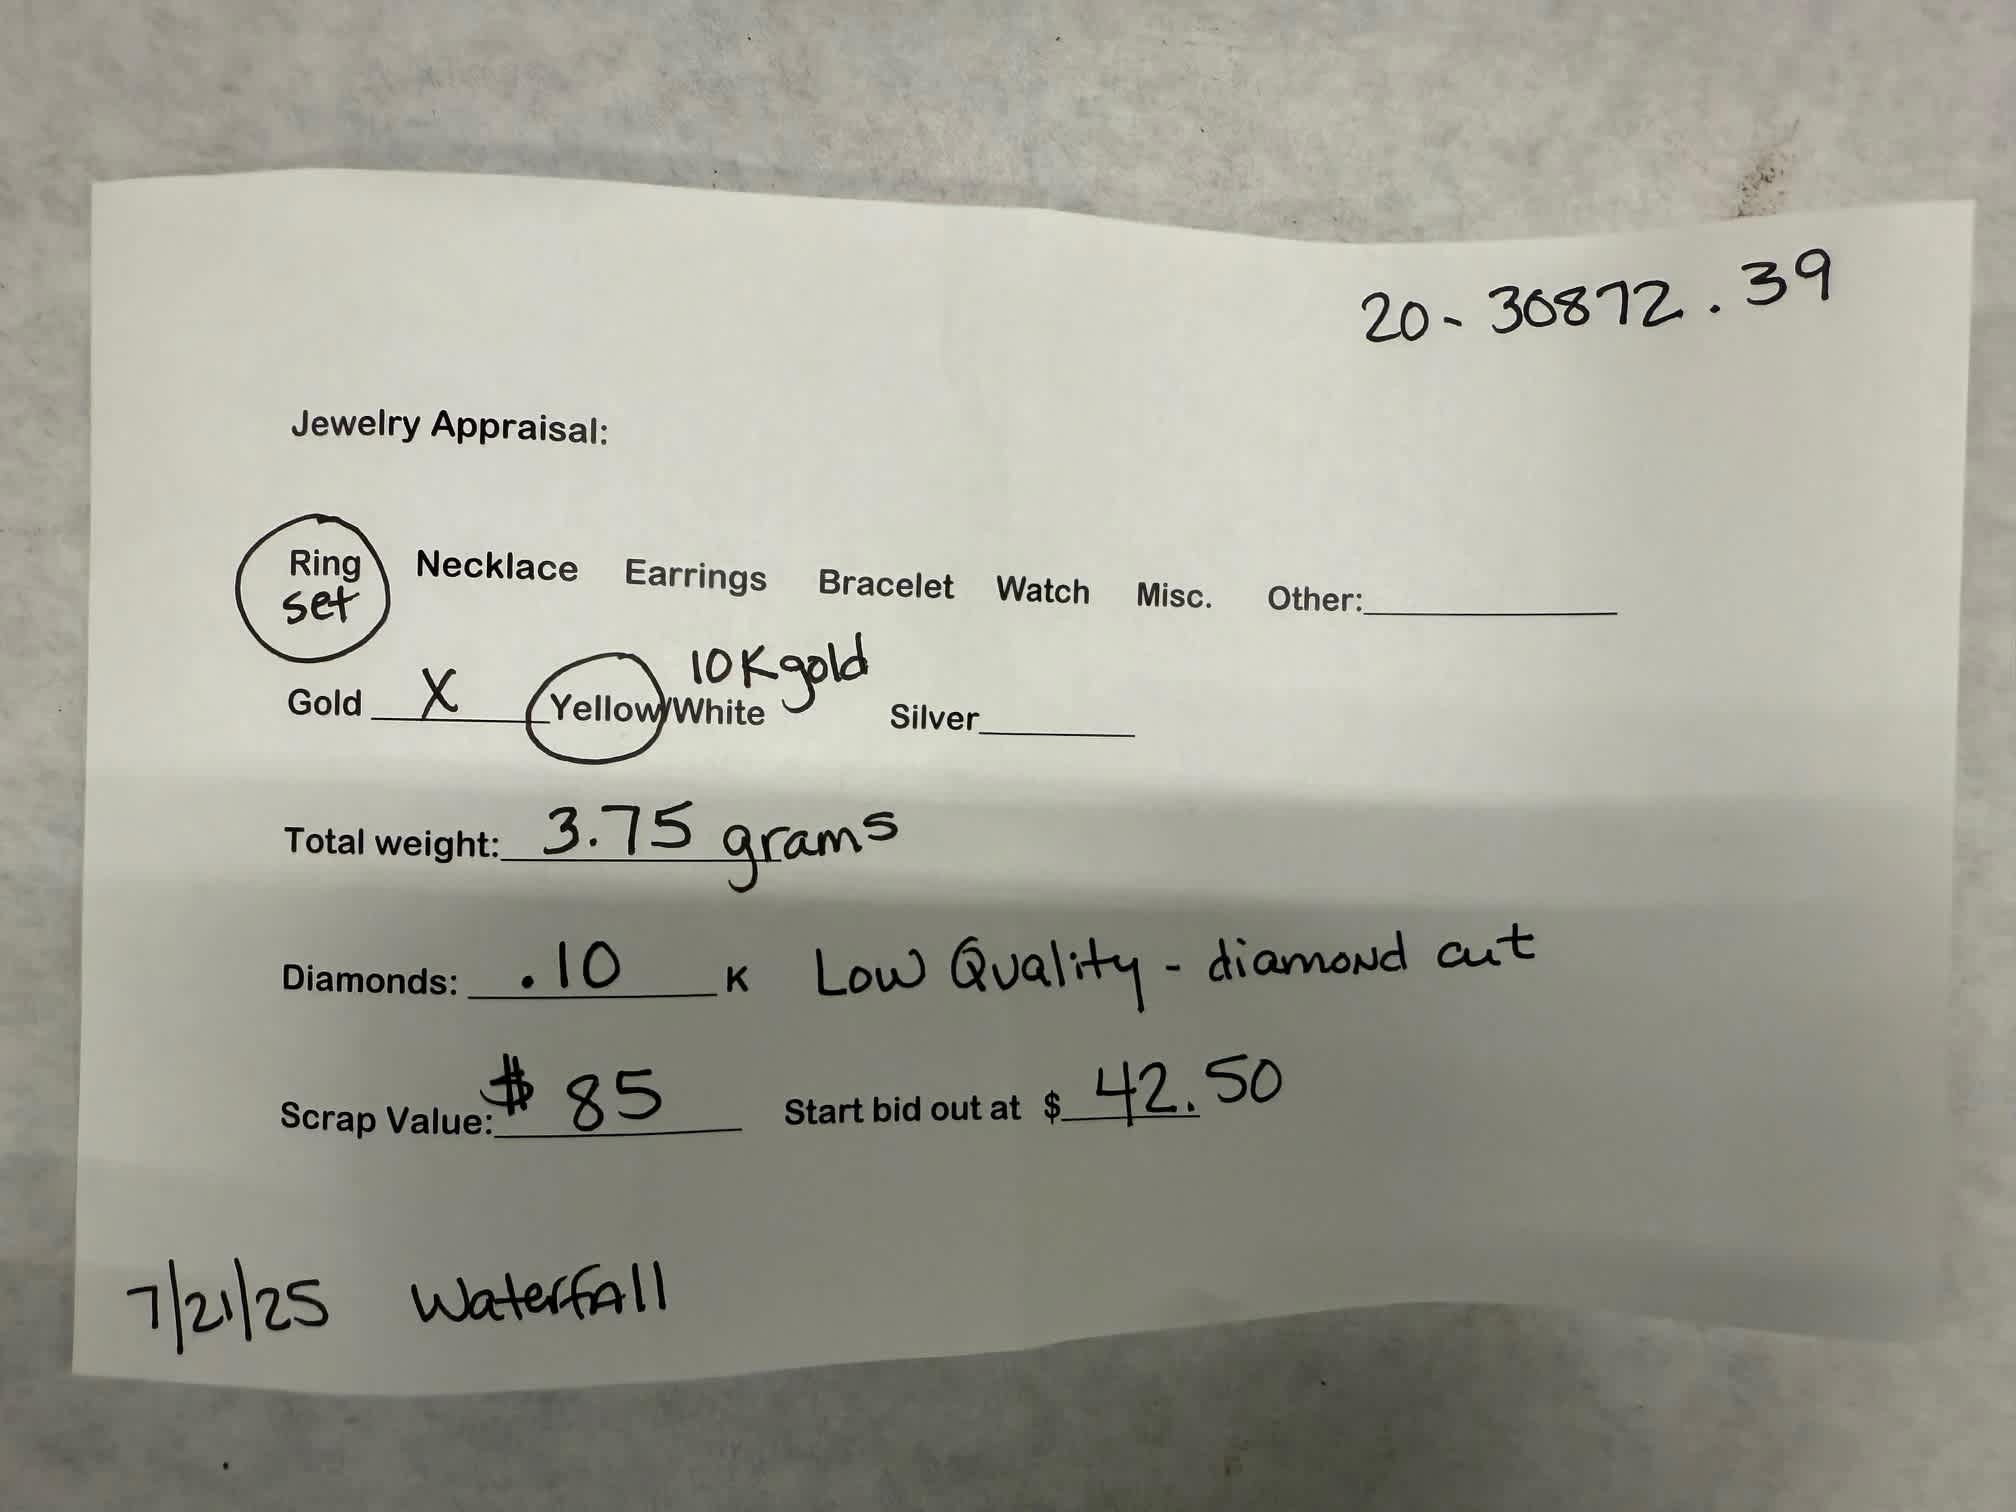 20-30872.39
Jewelry Appraisal:
Ring Necklace Earrings Bracelet Watch Misc. Other:
set
10K gold
Gold X Yellow/White Silver
Total weight: 3.75 grams
Diamonds: .10 K Low Quality - diamond cut
Scrap Value: $85 Start bid out at $ 42.50
7/21/25 Waterfall